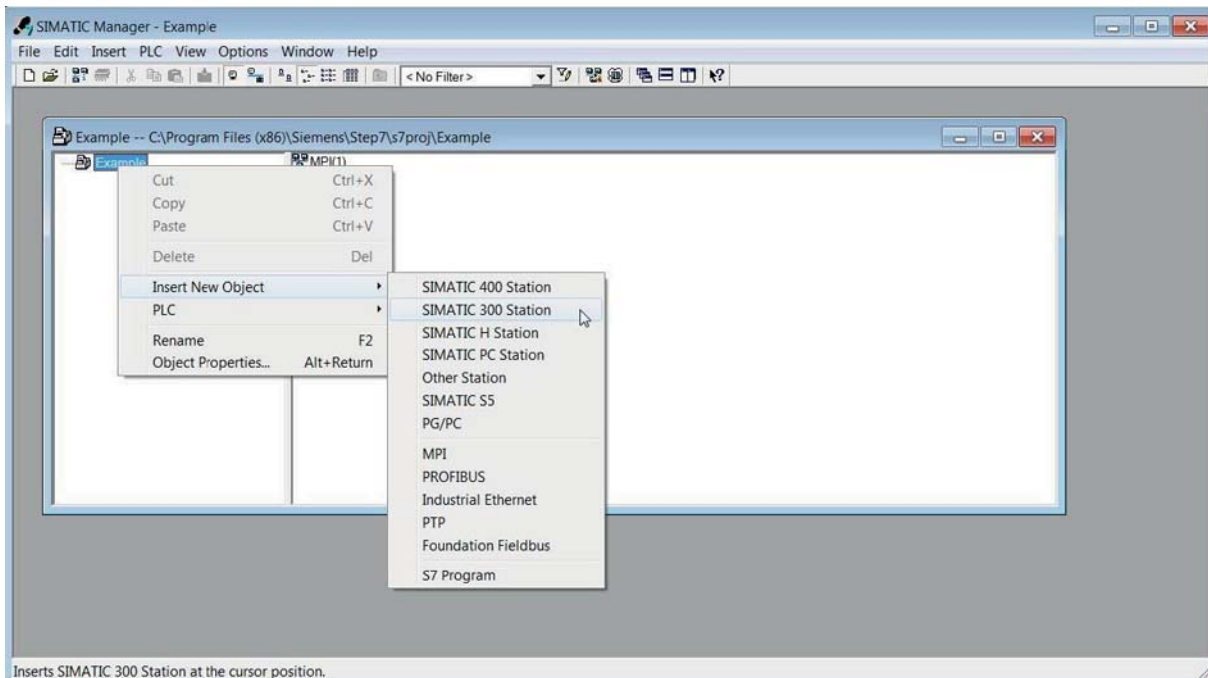 SIMATIC Manager - Example
File Edit Insert PLC View Options Window Help
< No Filter >
Example -- C:\Program Files (x86)\Siemens\Step7\s7proj\Example
Example
MPI(1)
Cut Ctrl+X
Copy Ctrl+C
Paste Ctrl+V
Delete Del
Insert New Object
PLC
Rename F2
Object Properties... Alt+Return
SIMATIC 400 Station
SIMATIC 300 Station
SIMATIC H Station
SIMATIC PC Station
Other Station
SIMATIC S5
PG/PC
MPI
PROFIBUS
Industrial Ethernet
PTP
Foundation Fieldbus
S7 Program
Inserts SIMATIC 300 Station at the cursor position.